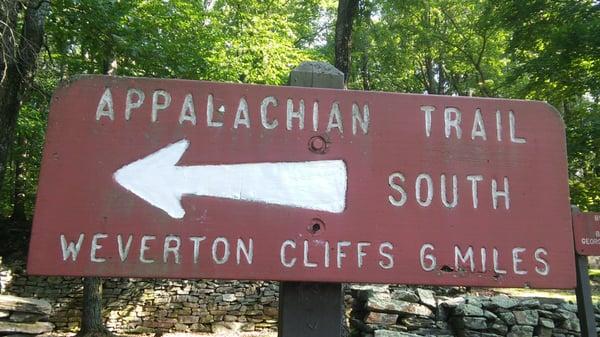 APPALACHIAN TRAIL
SOUTH
WEVERTON CLIFFS 6 MILES